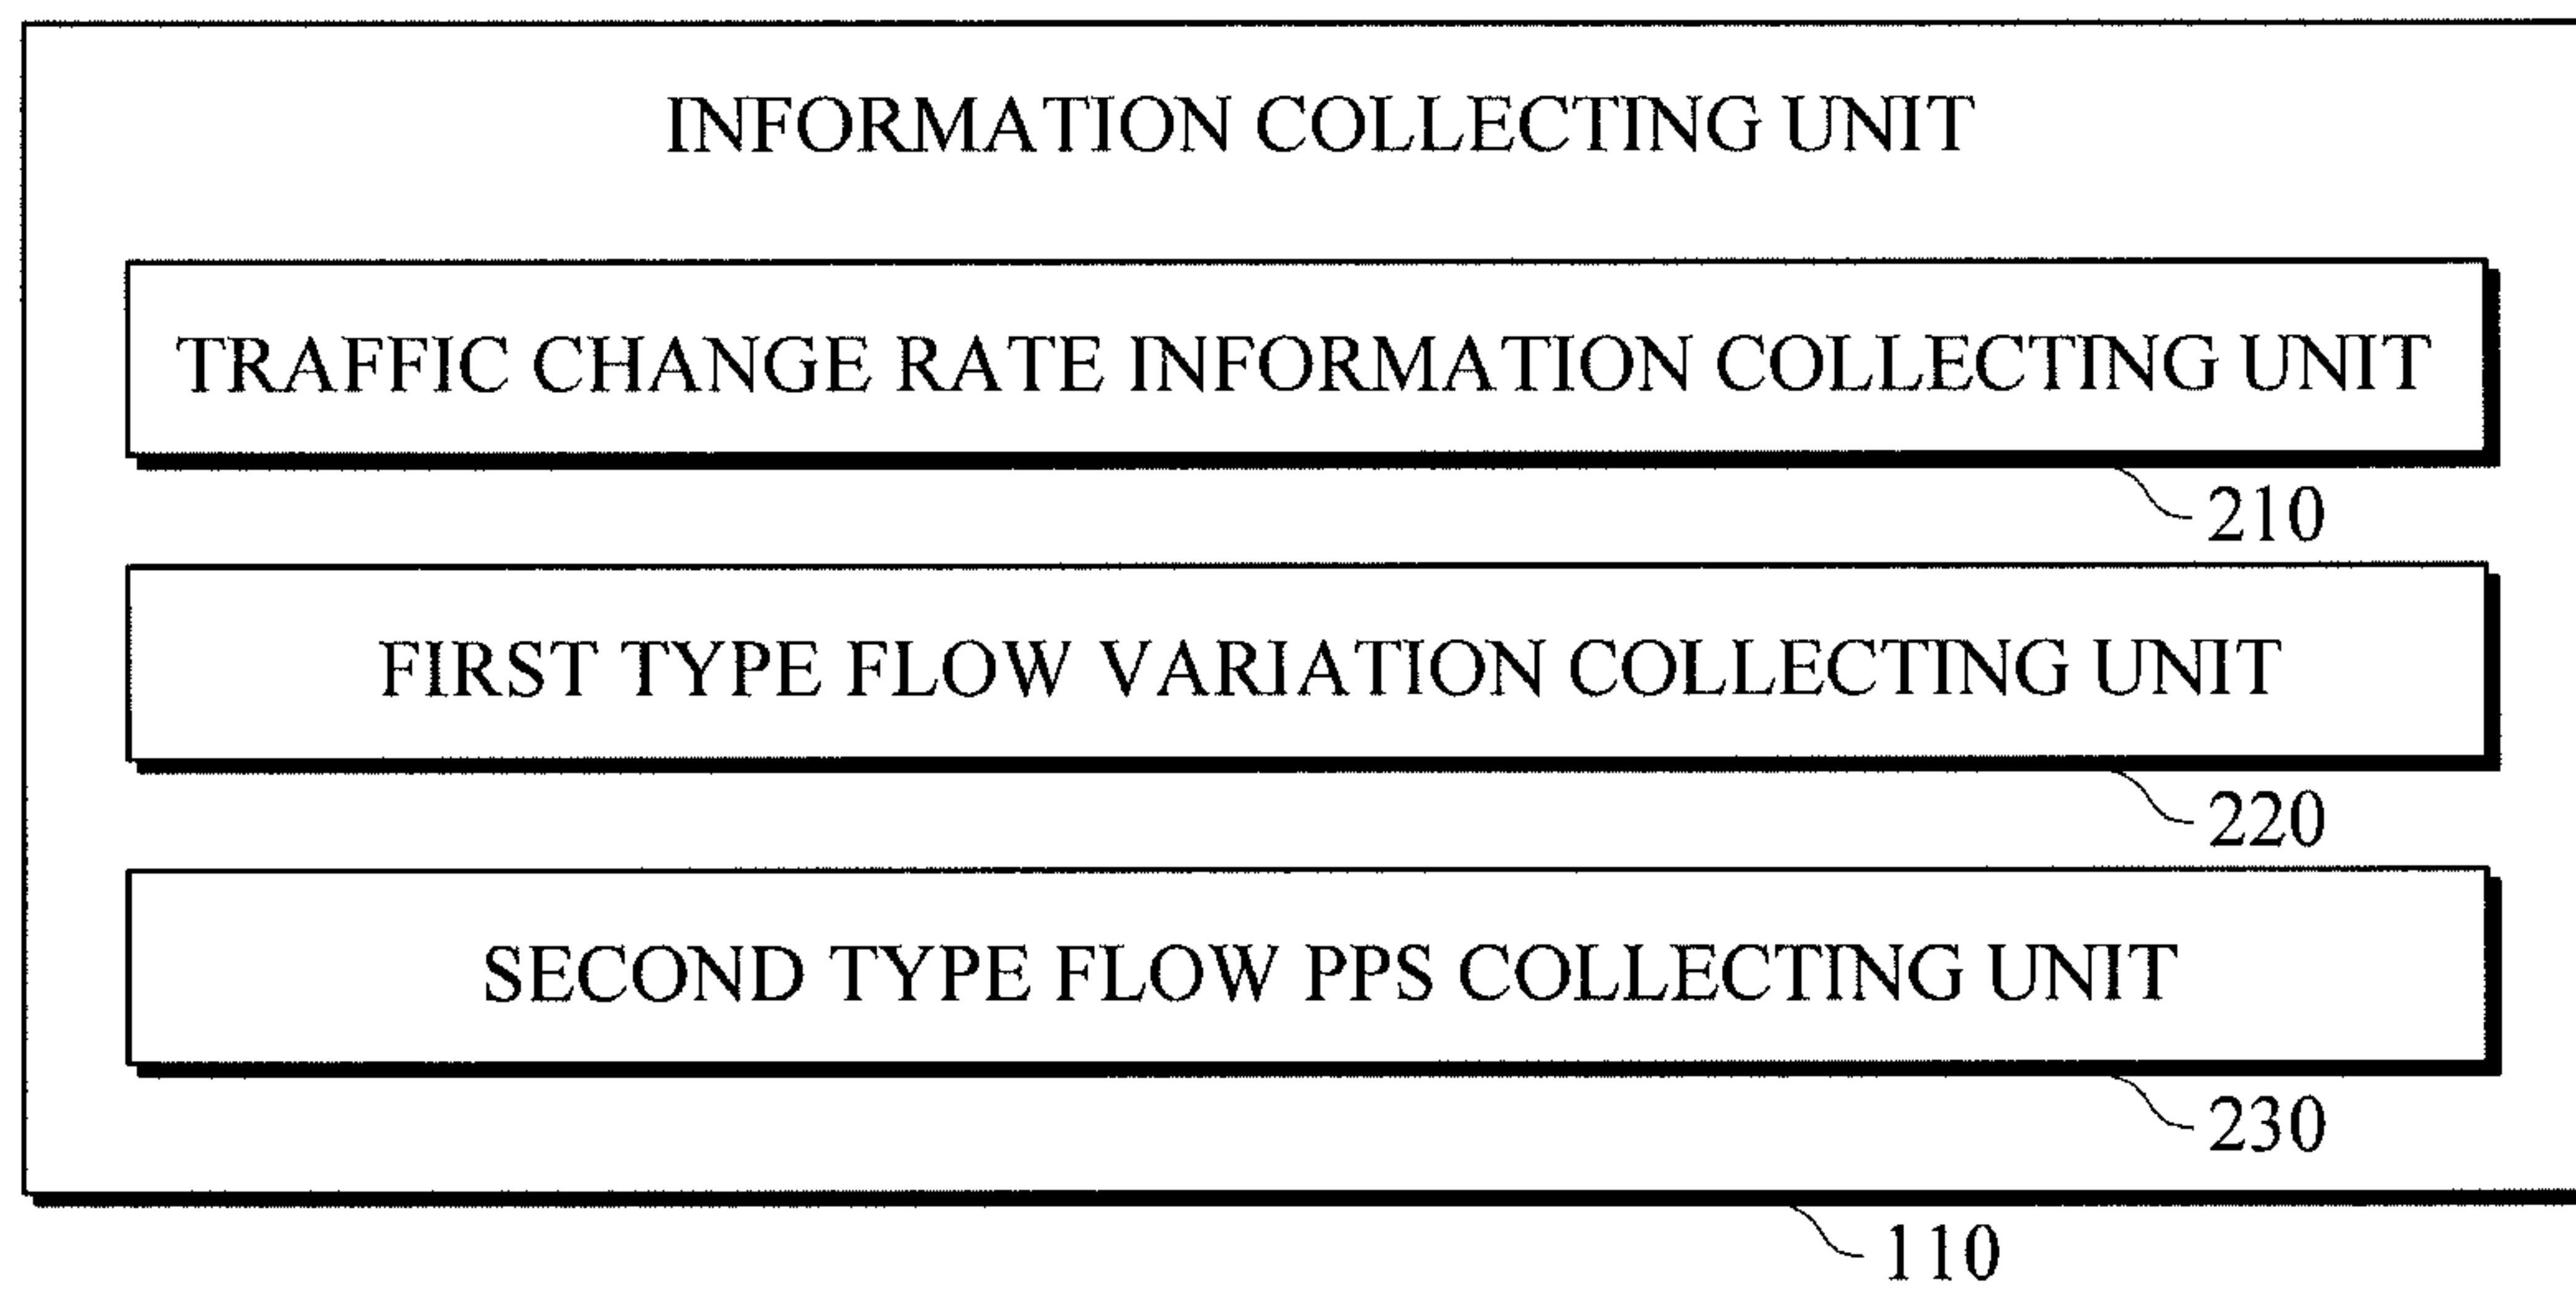 INFORMATION COLLECTING UNIT
TRAFFIC CHANGE RATE INFORMATION COLLECTING UNIT
210
FIRST TYPE FLOW VARIATION COLLECTING UNIT
220
SECOND TYPE FLOW PPS COLLECTING UNIT
230
110